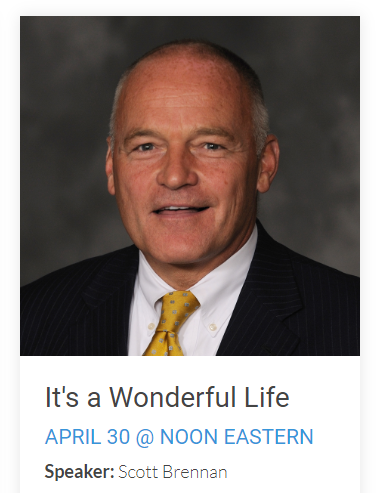 It's a Wonderful Life
APRIL 30 @ NOON EASTERN
Speaker: Scott Brennan